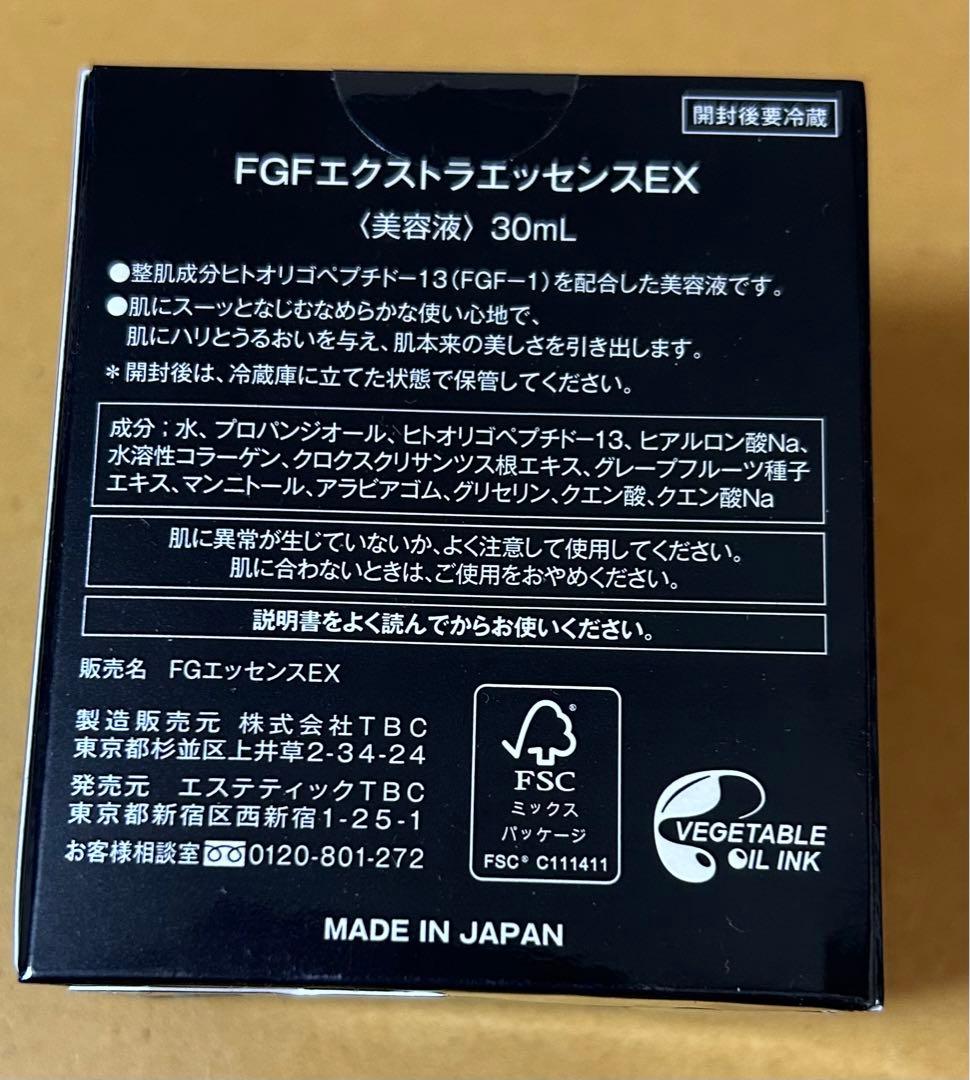 開封後要冷蔵
FGFエクストラエッセンスEX
〈美容液〉 30mL
●整肌成分ヒトオリゴペプチドー13(FGFー1)を配合した美容液です。
●肌にスーッとなじむなめらかな使い心地で、
肌にハリとうるおいを与え、肌本来の美しさを引き出します。
＊開封後は、冷蔵庫に立てた状態で保管してください。
成分；水、プロパンジオール、ヒトオリゴペプチドー13、ヒアルロン酸Na、
水溶性コラーゲン、クロクスクリサンツス根エキス、グレープフルーツ種子
エキス、マンニトール、アラビアゴム、グリセリン、クエン酸、クエン酸Na
肌に異常が生じていないか、よく注意して使用してください。
肌に合わないときは、ご使用をおやめください。
説明書をよく読んでからお使いください。
販売名 FGエッセンスEX
製造販売元 株式会社TBC
東京都杉並区上井草2-34-24
発売元 エステティックTBC
東京都新宿区西新宿1-25-1
お客様相談室 0120-801-272
FSC
ミックス
パッケージ
FSC® C111411
VEGETABLE
OIL INK
MADE IN JAPAN